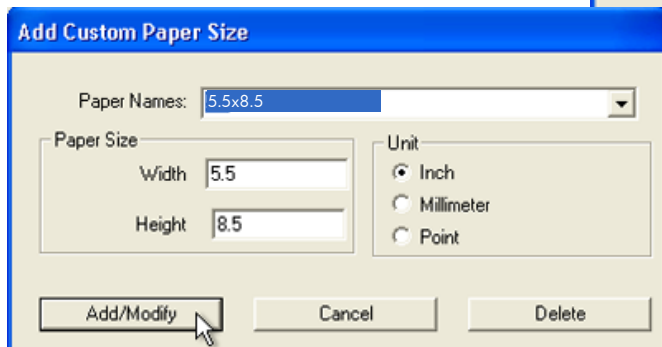 Add Custom Paper Size
Paper Names: 5.5x8.5
Paper Size
Width 5.5
Height 8.5
Unit
Inch
Millimeter
Point
Add/Modify Cancel Delete